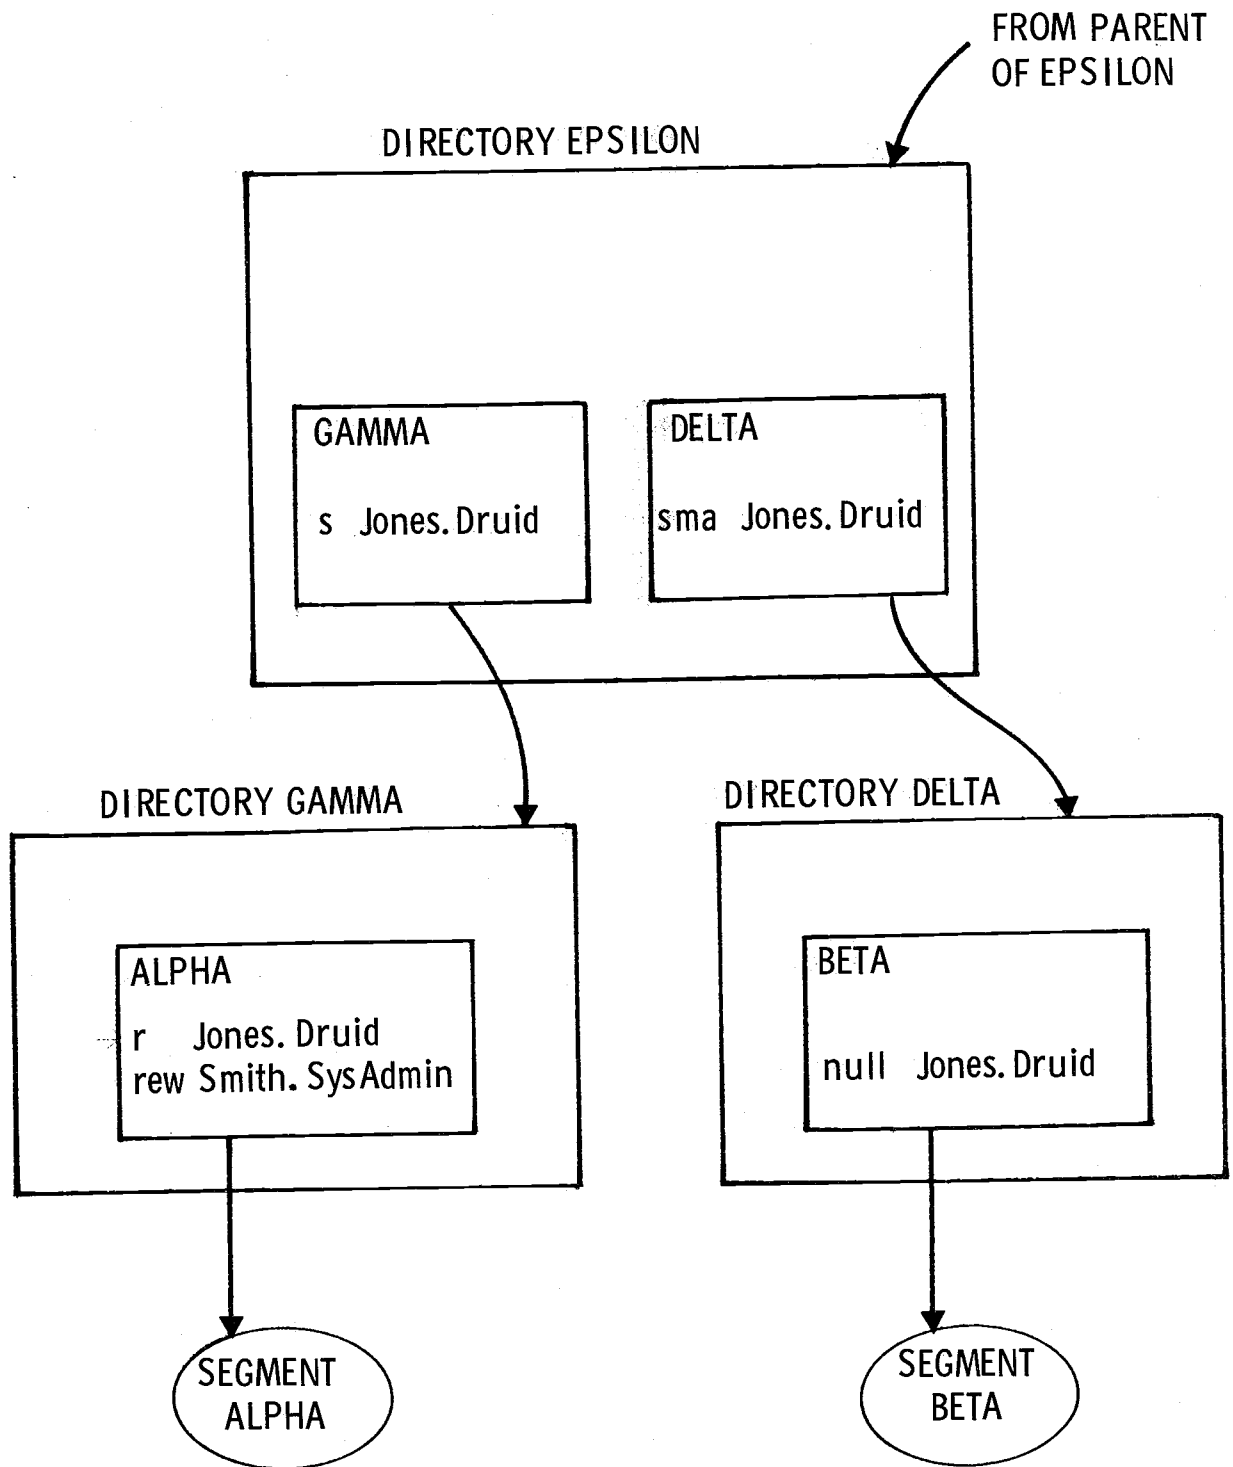 FROM PARENT
OF EPSILON
DIRECTORY EPSILON
GAMMA
s Jones.Druid
DELTA
sma Jones.Druid
DIRECTORY GAMMA
ALPHA
r Jones.Druid
rew Smith.SysAdmin
SEGMENT
ALPHA
DIRECTORY DELTA
BETA
null Jones.Druid
SEGMENT
BETA